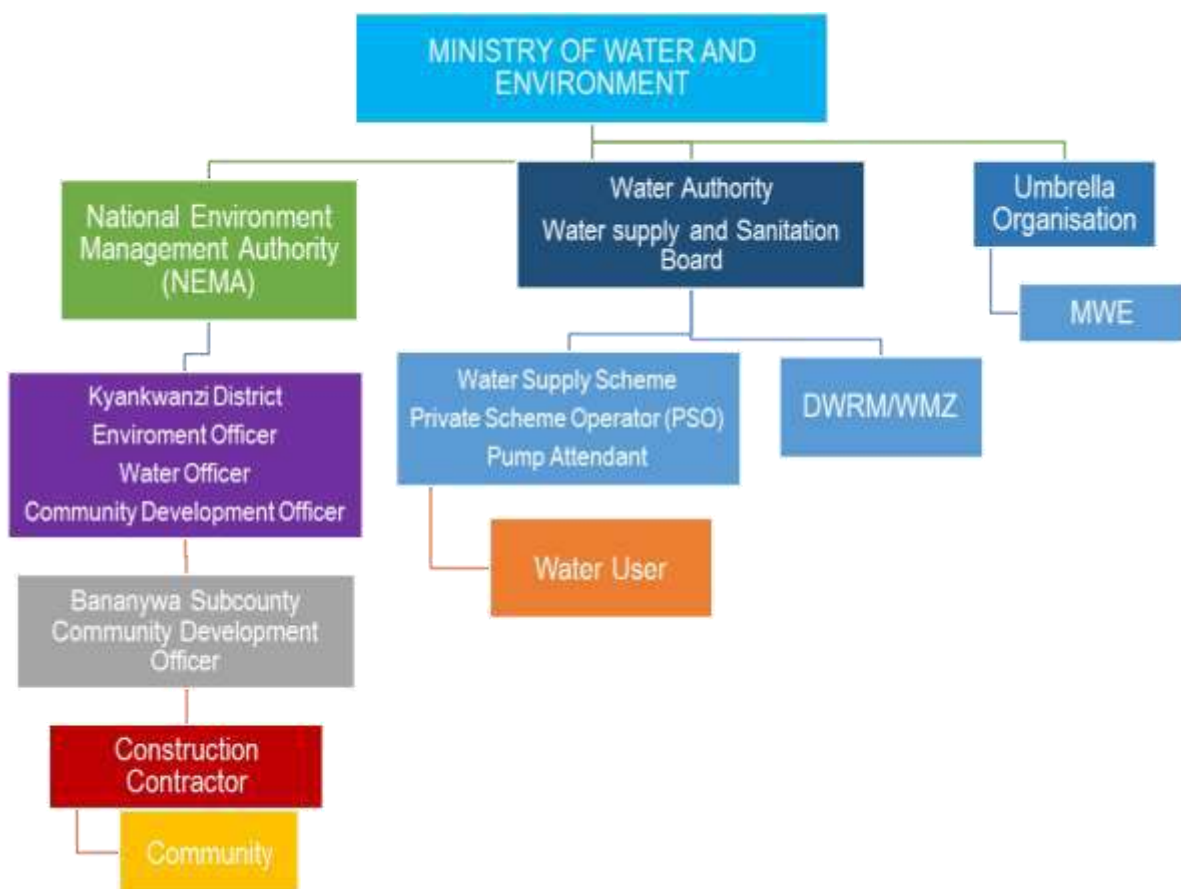 MINISTRY OF WATER AND
ENVIRONMENT
National Environment
Management Authority
(NEMA)
Water Authority
Water supply and Sanitation
Board
Umbrella
Organisation
MWE
Kyankwanzi District
Enviroment Officer
Water Officer
Community Development Officer
Water Supply Scheme
Private Scheme Operator (PSO)
Pump Attendant
DWRM/WMZ
Water User
Bananywa Subcounty
Community Development
Officer
Construction
Contractor
Community